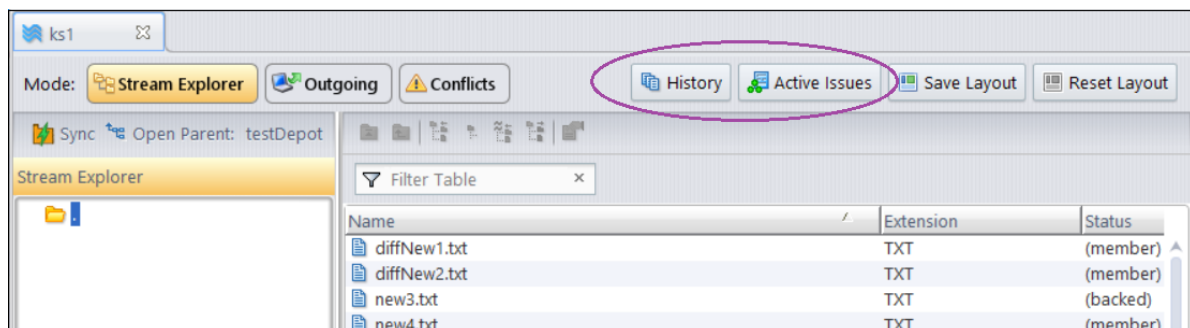 ks1
Mode: Stream Explorer Outgoing Conflicts History Active Issues Save Layout Reset Layout
Sync Open Parent: testDepot
Stream Explorer
.
Filter Table
Name Extension Status
diffNew1.txt TXT (member)
diffNew2.txt TXT (member)
new3.txt TXT (backed)
new4.txt TXT (member)